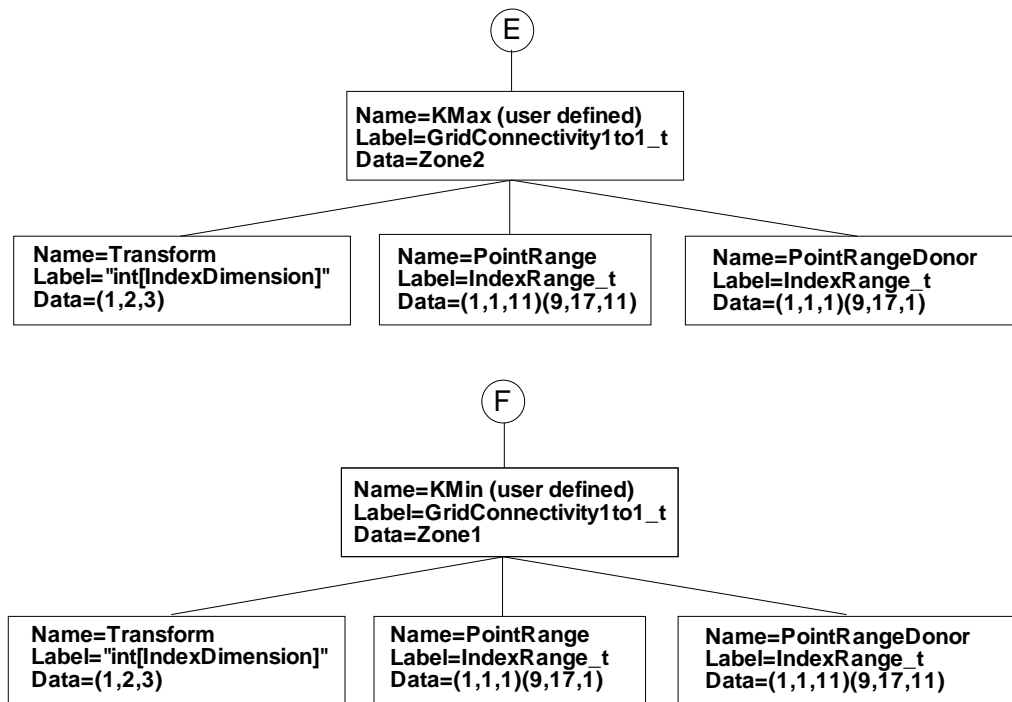 E
Name=KMax (user defined)
Label=GridConnectivity1to1_t
Data=Zone2
Name=Transform
Label="int[IndexDimension]"
Data=(1,2,3)
Name=PointRange
Label=IndexRange_t
Data=(1,1,11)(9,17,11)
Name=PointRangeDonor
Label=IndexRange_t
Data=(1,1,1)(9,17,1)
F
Name=KMin (user defined)
Label=GridConnectivity1to1_t
Data=Zone1
Name=Transform
Label="int[IndexDimension]"
Data=(1,2,3)
Name=PointRange
Label=IndexRange_t
Data=(1,1,1)(9,17,1)
Name=PointRangeDonor
Label=IndexRange_t
Data=(1,1,11)(9,17,11)